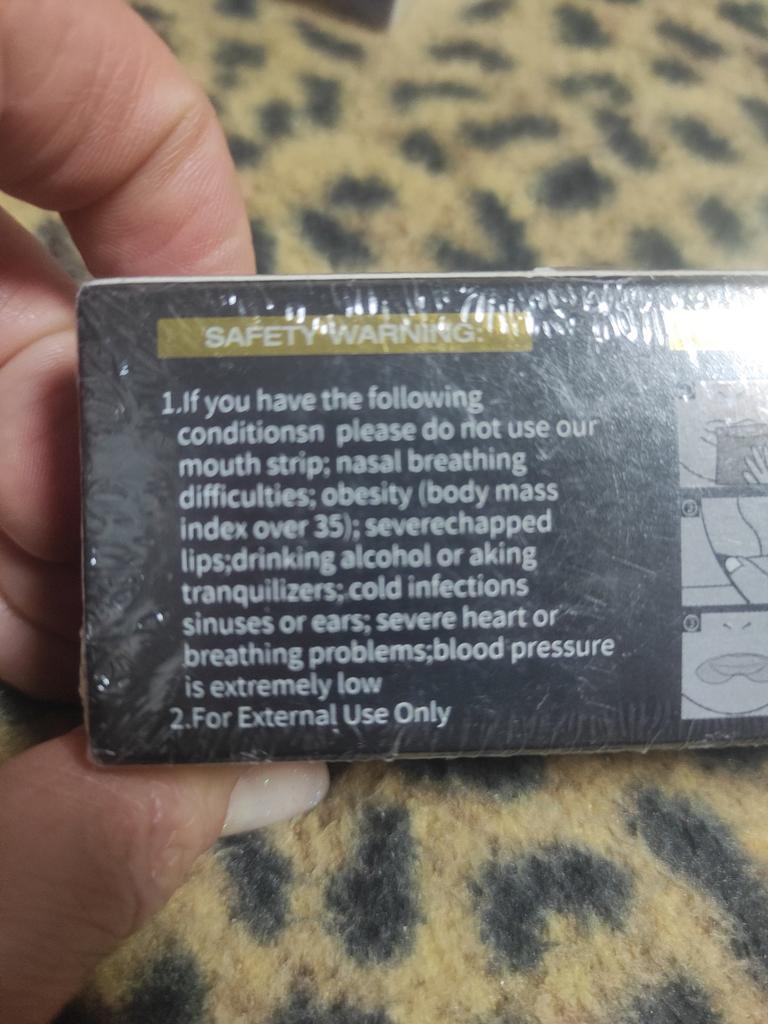 SAFETY WARNING:
1.If you have the following
conditionsn please do not use our
mouth strip; nasal breathing
difficulties; obesity (body mass
index over 35); severechapped
lips;drinking alcohol or aking
tranquilizers; cold infections
sinuses or ears; severe heart or
breathing problems;blood pressure
is extremely low
2.For External Use Only
②
③